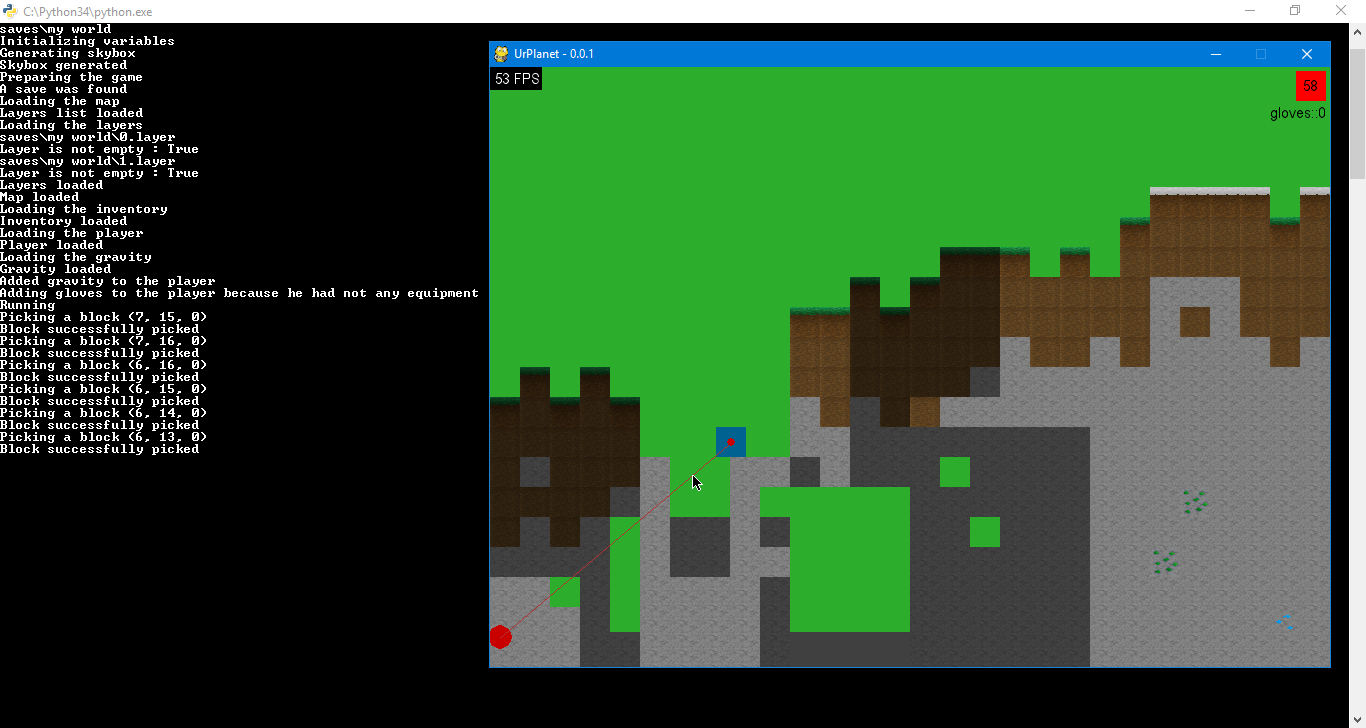 C:\Python34\python.exe
saves\my world
Initializing variables
Generating skybox
Skybox generated
Preparing the game
A save was found
Loading the map
Layers list loaded
Loading the layers
saves\my world\0.layer
Layer is not empty : True
saves\my world\1.layer
Layer is not empty : True
Layers loaded
Map loaded
Loading the inventory
Inventory loaded
Loading the player
Player loaded
Loading the gravity
Gravity loaded
Added gravity to the player
Adding gloves to the player because he had not any equipment
Running
Picking a block (7, 15, 0)
Block successfully picked
Picking a block (7, 16, 0)
Block successfully picked
Picking a block (6, 16, 0)
Block successfully picked
Picking a block (6, 15, 0)
Block successfully picked
Picking a block (6, 14, 0)
Block successfully picked
Picking a block (6, 13, 0)
Block successfully picked
UrPlanet - 0.0.1
53 FPS
58
gloves::0